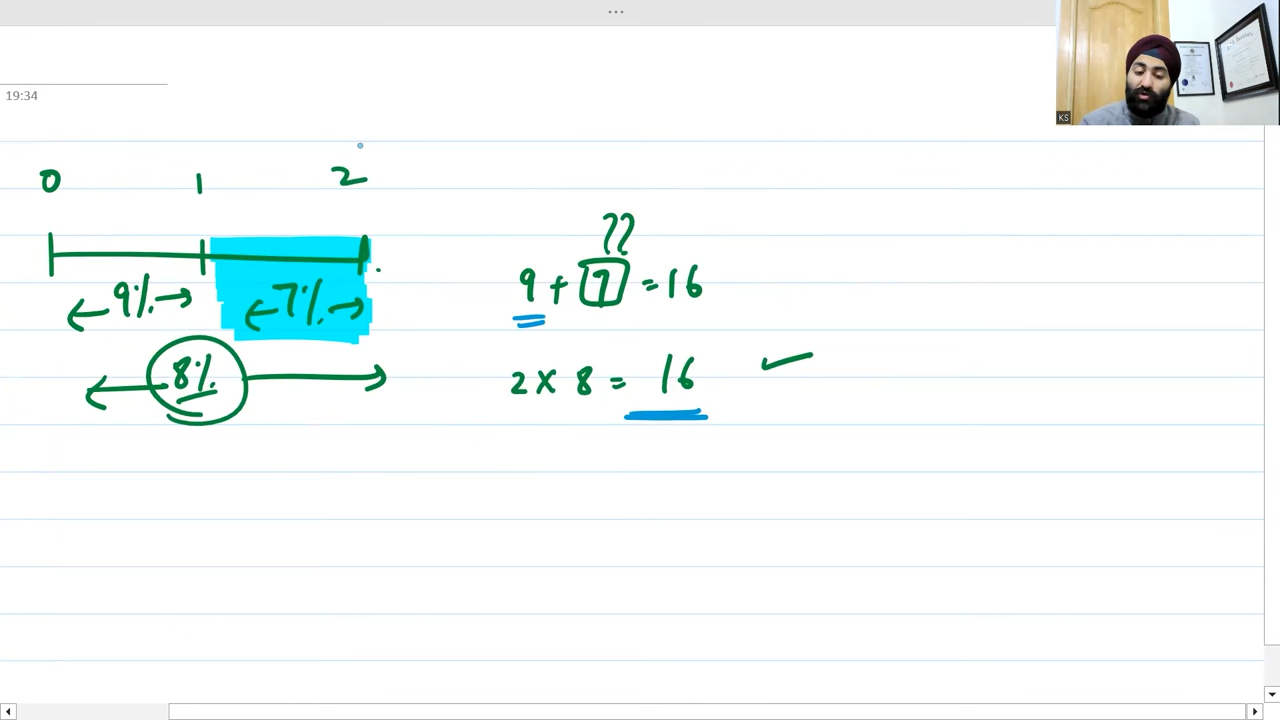 19:34
KS
0 1 2
??
9% 7%
9 + 7 = 16
8%
2 × 8 = 16